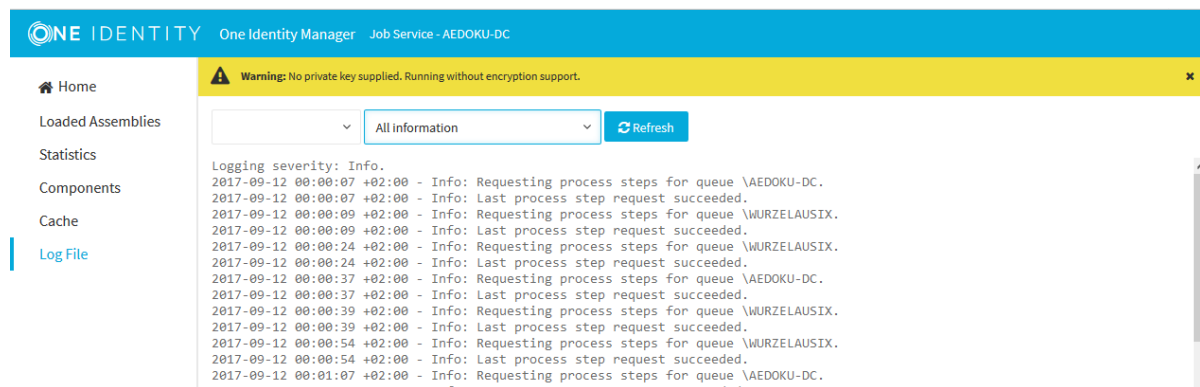 ONE IDENTITY One Identity Manager Job Service - AEDOKU-DC
Home
Loaded Assemblies
Statistics
Components
Cache
Log File
Warning: No private key supplied. Running without encryption support.
All information
Refresh
Logging severity: Info.
2017-09-12 00:00:07 +02:00 - Info: Requesting process steps for queue \AEDOKU-DC.
2017-09-12 00:00:07 +02:00 - Info: Last process step request succeeded.
2017-09-12 00:00:09 +02:00 - Info: Requesting process steps for queue \WURZELAUSIX.
2017-09-12 00:00:09 +02:00 - Info: Last process step request succeeded.
2017-09-12 00:00:24 +02:00 - Info: Requesting process steps for queue \WURZELAUSIX.
2017-09-12 00:00:24 +02:00 - Info: Last process step request succeeded.
2017-09-12 00:00:37 +02:00 - Info: Requesting process steps for queue \AEDOKU-DC.
2017-09-12 00:00:37 +02:00 - Info: Last process step request succeeded.
2017-09-12 00:00:39 +02:00 - Info: Requesting process steps for queue \WURZELAUSIX.
2017-09-12 00:00:39 +02:00 - Info: Last process step request succeeded.
2017-09-12 00:00:54 +02:00 - Info: Requesting process steps for queue \WURZELAUSIX.
2017-09-12 00:00:54 +02:00 - Info: Last process step request succeeded.
2017-09-12 00:01:07 +02:00 - Info: Requesting process steps for queue \AEDOKU-DC.